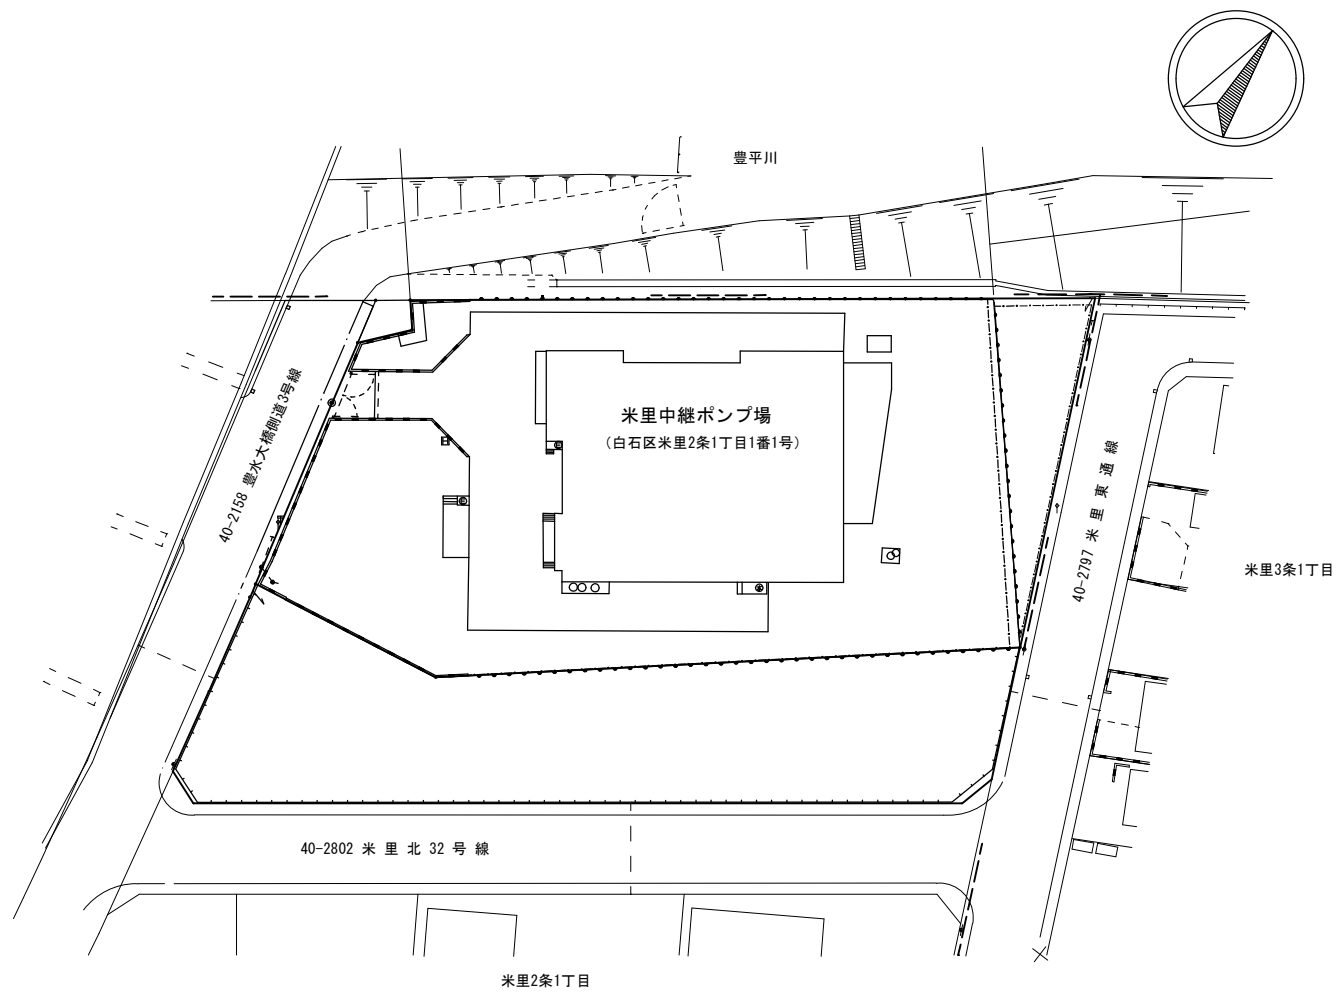 豊平川
米里中継ポンプ場
（白石区米里2条1丁目1番1号）
40-2158 豊水大橋側道3号線
40-2797 米 里 東 通 線
米里3条1丁目
40-2802 米 里 北 32 号 線
米里2条1丁目